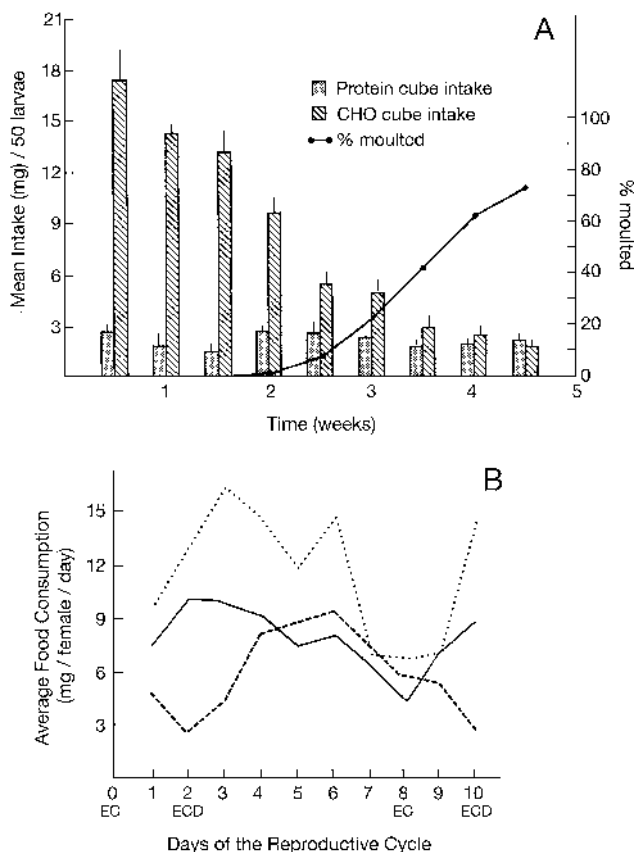 A
21
18
15
12
9
6
3
Mean Intake (mg) / 50 larvae
Protein cube intake
CHO cube intake
% moulted
100
80
60
40
20
0
% moulted
1 2 3 4 5
Time (weeks)
B
15
12
9
6
3
Average Food Consumption
(mg / female / day)
0 1 2 3 4 5 6 7 8 9 10
EC ECD EC ECD
Days of the Reproductive Cycle